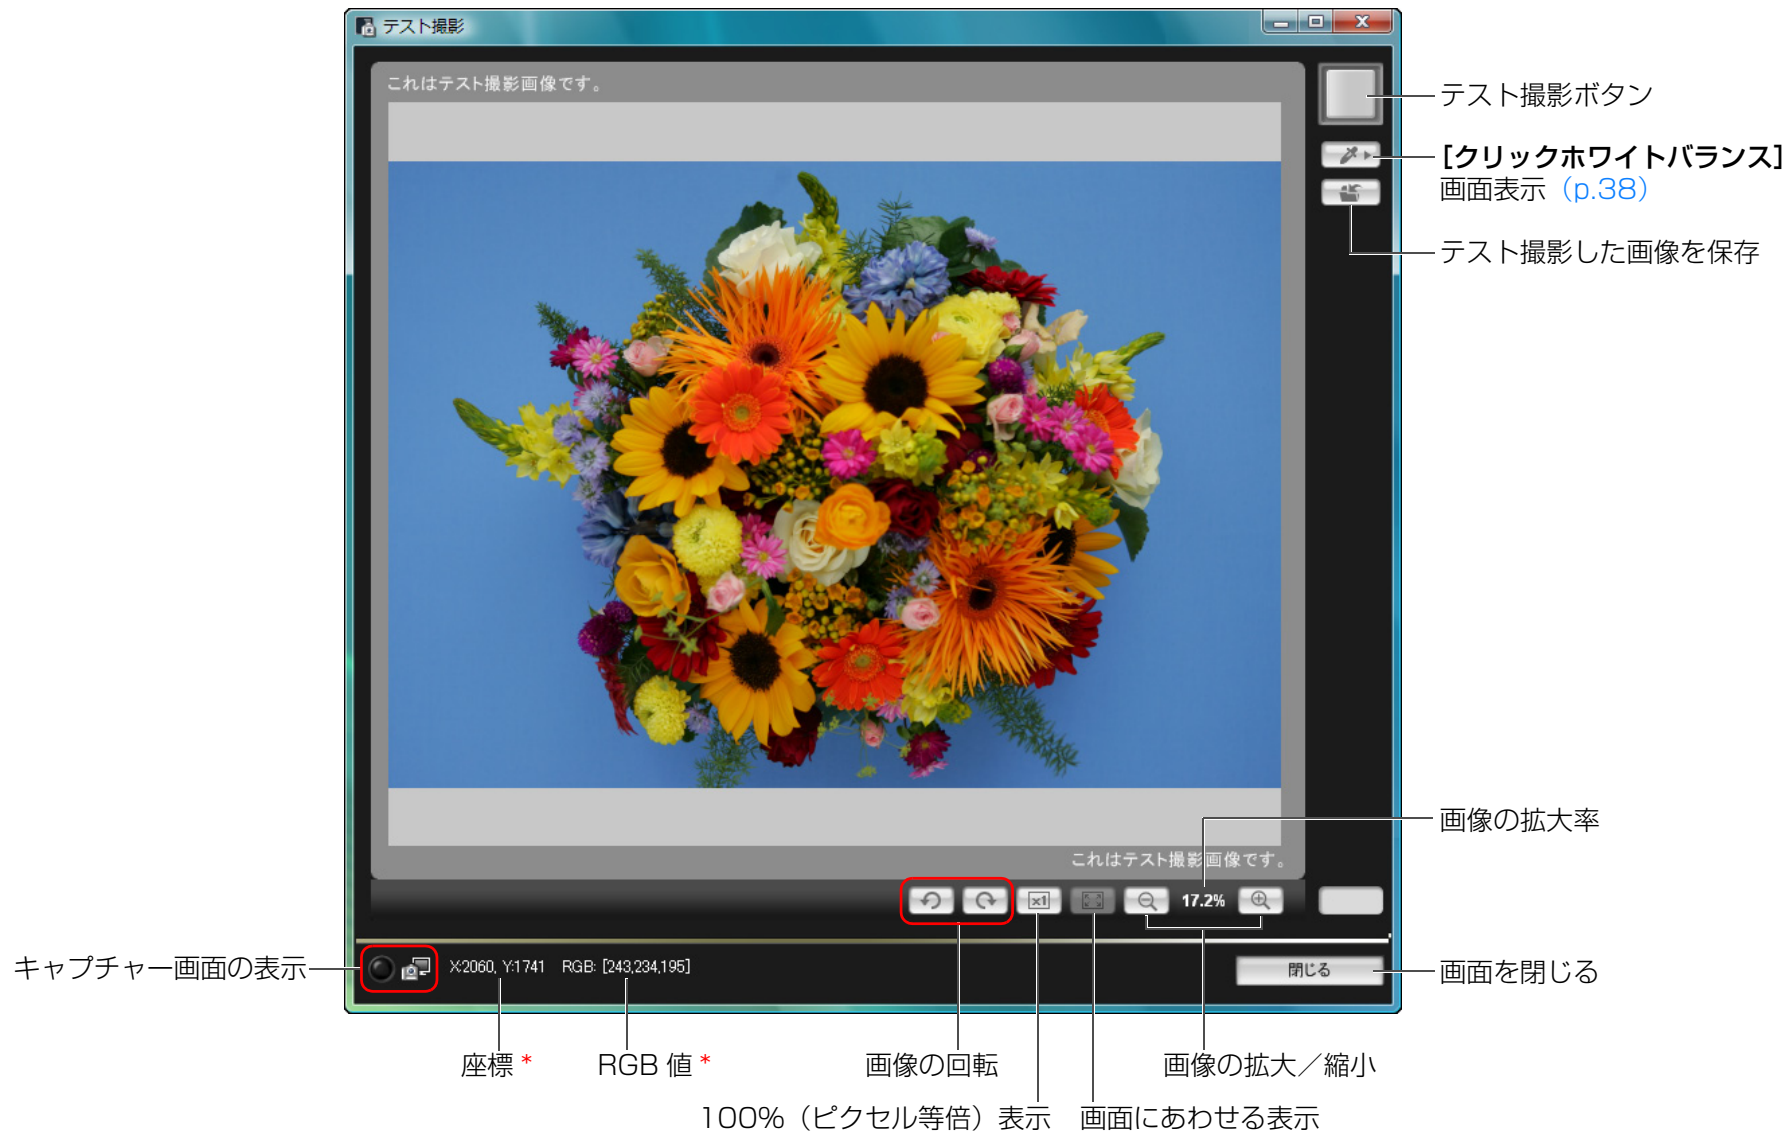 テスト撮影
これはテスト撮影画像です。
テスト撮影ボタン
[クリックホワイトバランス]
画面表示（p.38）
テスト撮影した画像を保存
画像の拡大率
これはテスト撮影画像です。
x1
17.2%
キャプチャー画面の表示
X:2060, Y:1741 RGB: [243,234,195]
閉じる
画面を閉じる
座標＊
RGB 値＊
画像の回転
画像の拡大／縮小
100%（ピクセル等倍）表示
画面にあわせる表示